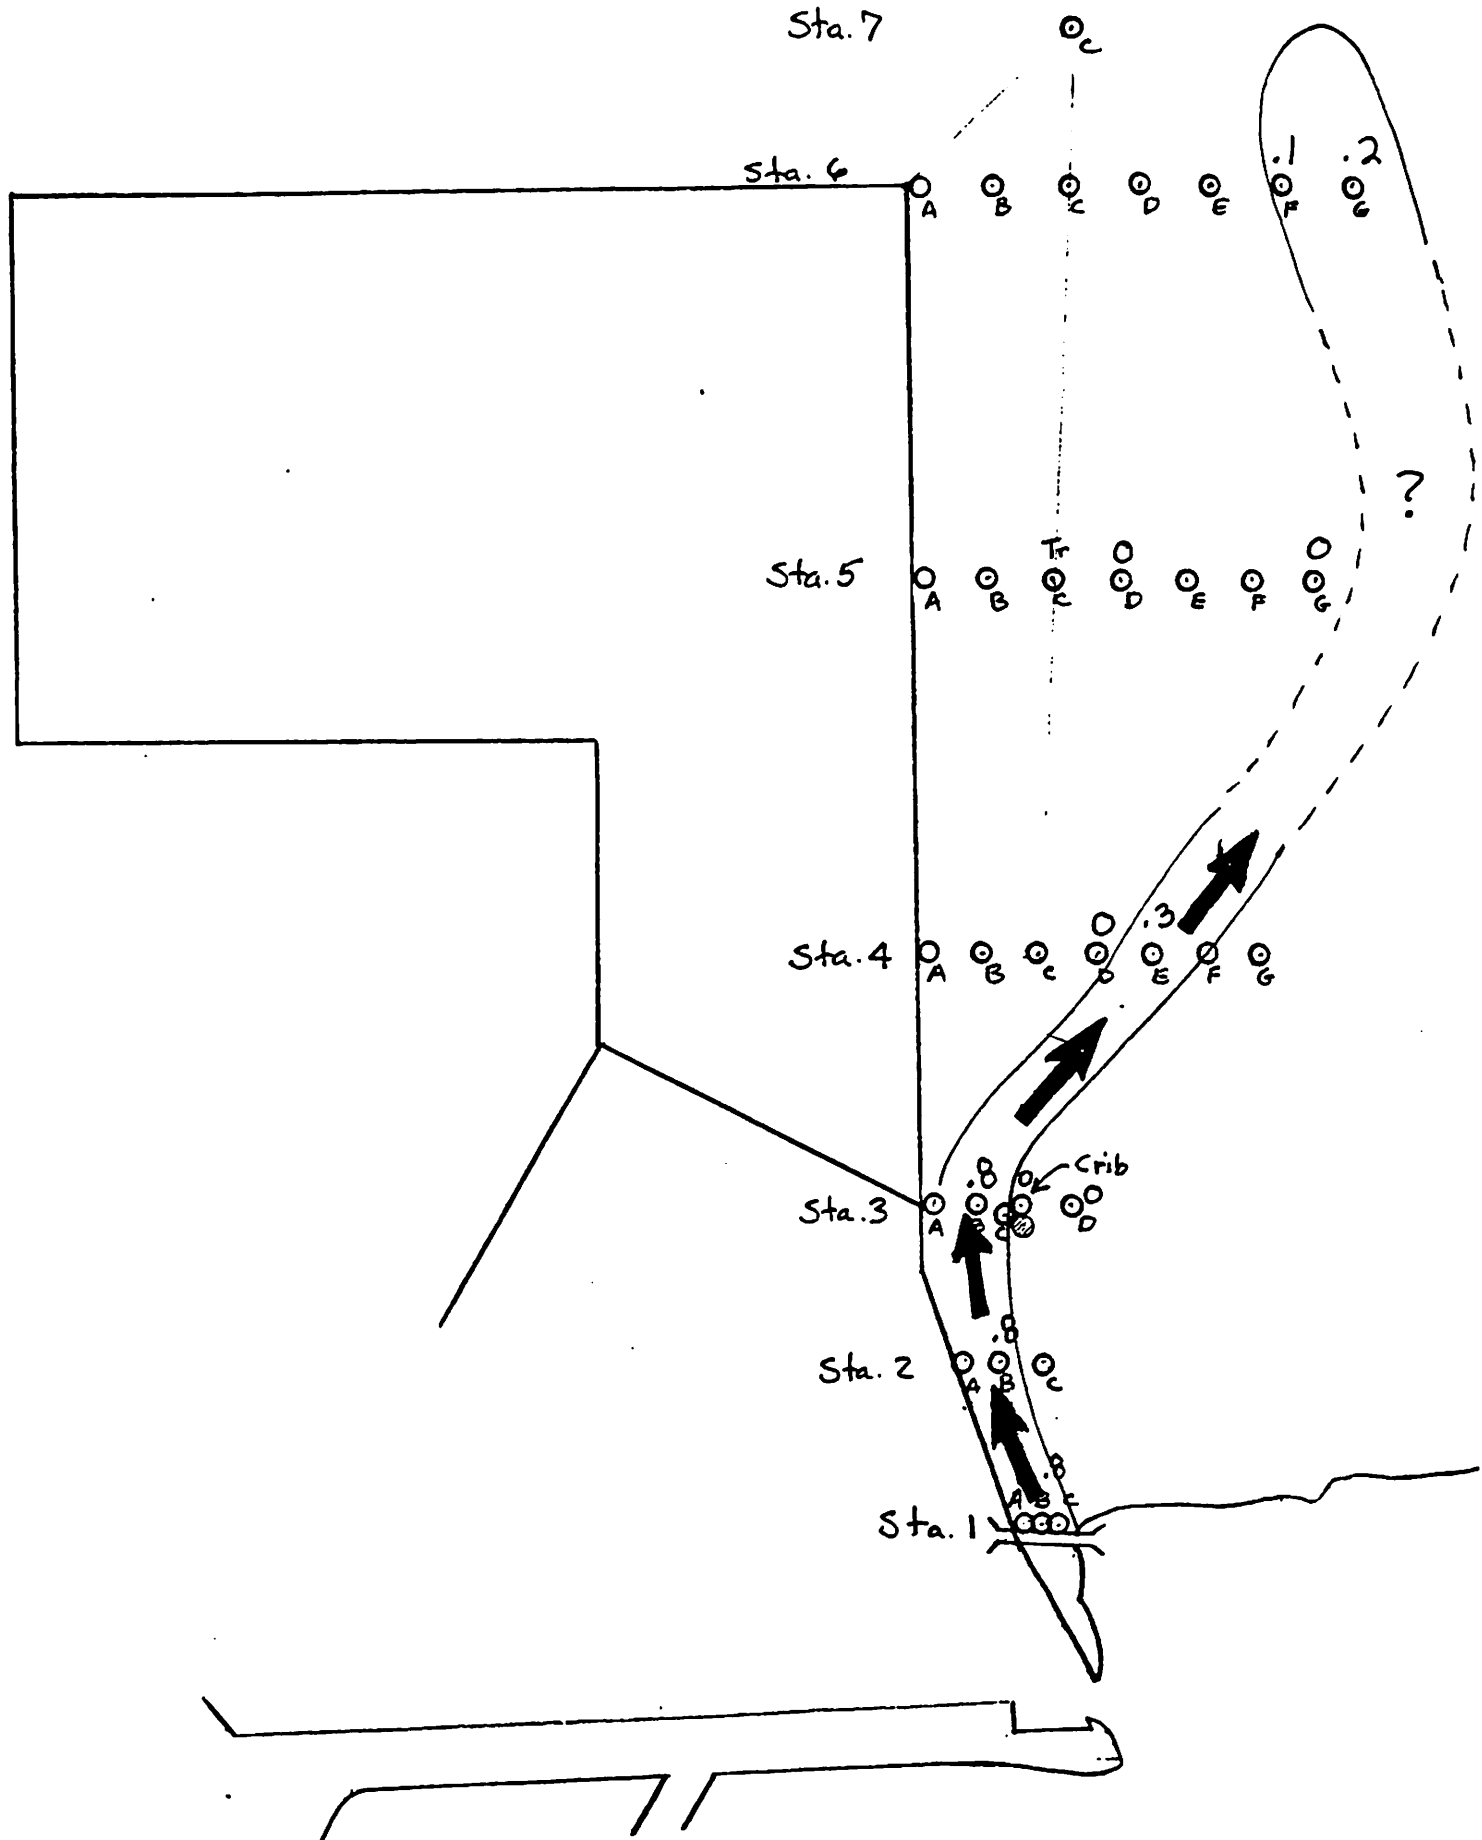 Sta. 7
C
.1 .2
Sta. 6
A B C D E F G
?
Tr O O
Sta. 5
A B C D E F G
O .3
Sta. 4
A B C D E F G
.8 O Crib
Sta. 3 O
A B C D
.8
Sta. 2
A B C
.8
A B C
Sta. 1